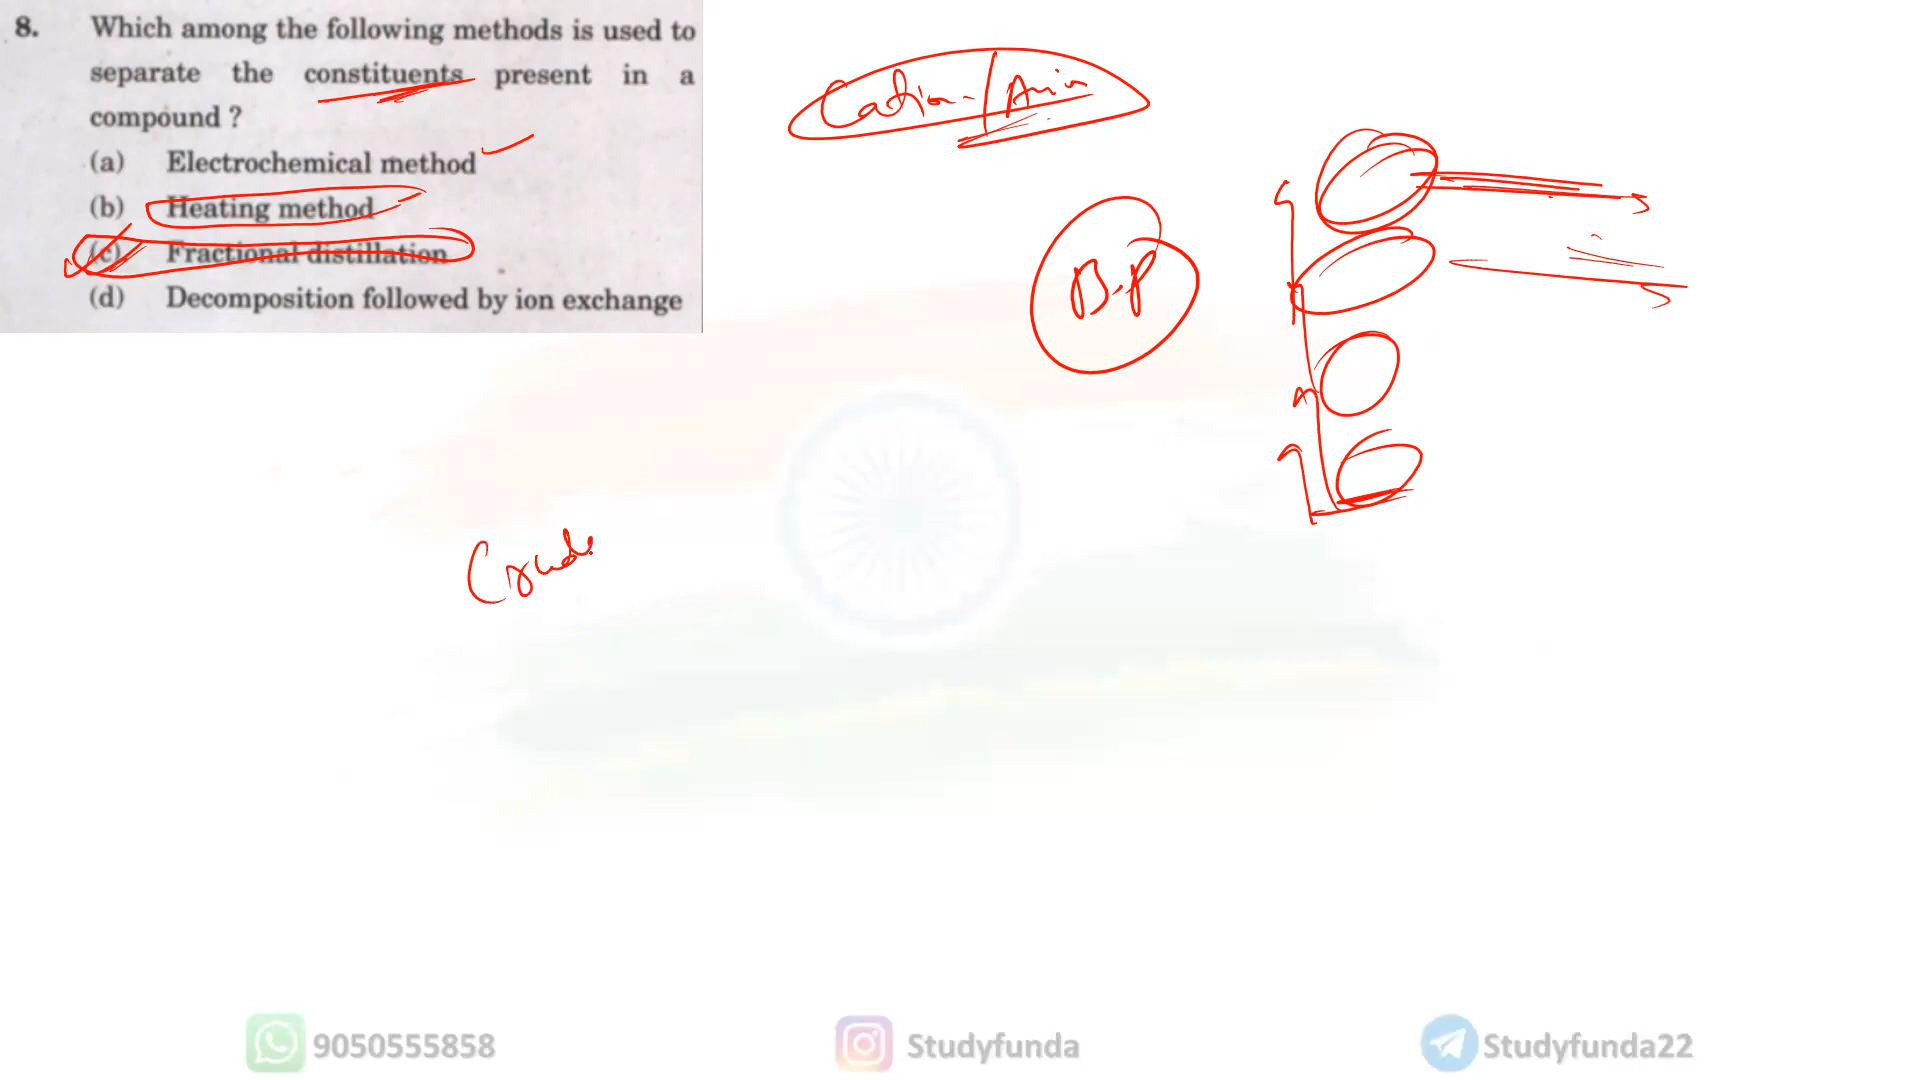 8. Which among the following methods is used to
separate the constituents present in a
compound ?
(a) Electrochemical method
(b) Heating method
(c) Fractional distillation
(d) Decomposition followed by ion exchange
Cation / Anion
B.P
Crude
9050555858
Studyfunda
Studyfunda22